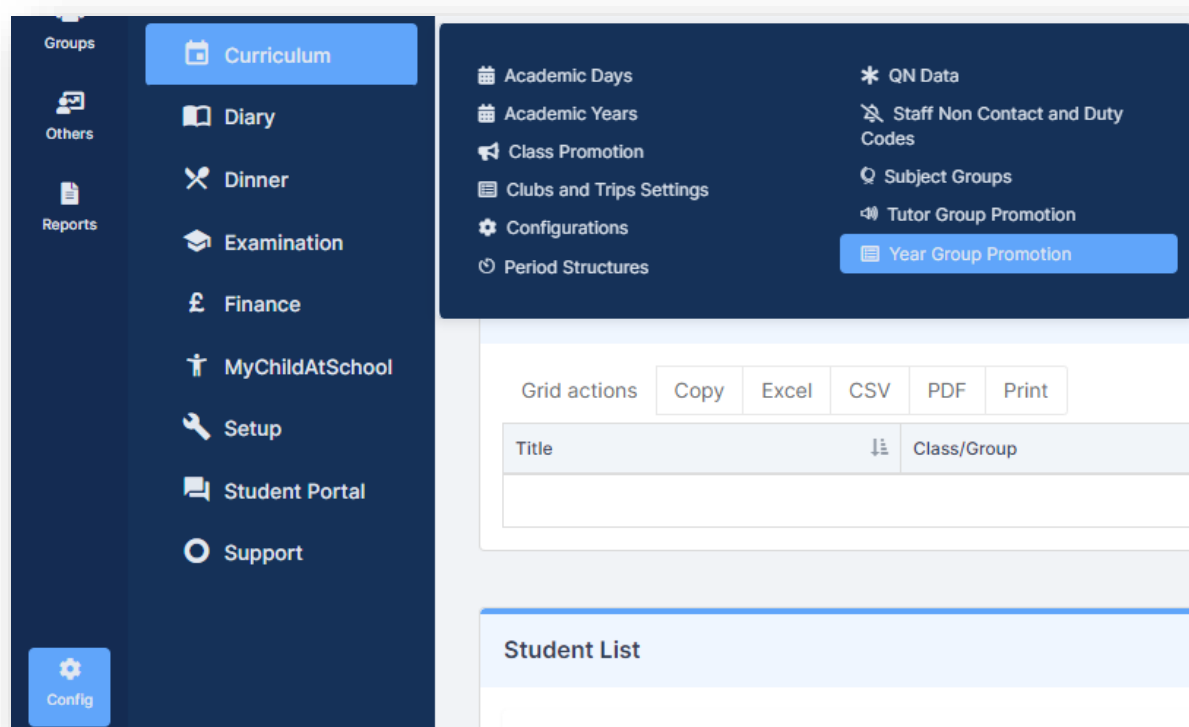 Groups
Others
Reports
Config
Curriculum
Diary
Dinner
Examination
£ Finance
MyChildAtSchool
Setup
Student Portal
Support
Academic Days
Academic Years
Class Promotion
Clubs and Trips Settings
Configurations
Period Structures
QN Data
Staff Non Contact and Duty
Codes
Subject Groups
Tutor Group Promotion
Year Group Promotion
Grid actions Copy Excel CSV PDF Print
Title Class/Group
Student List